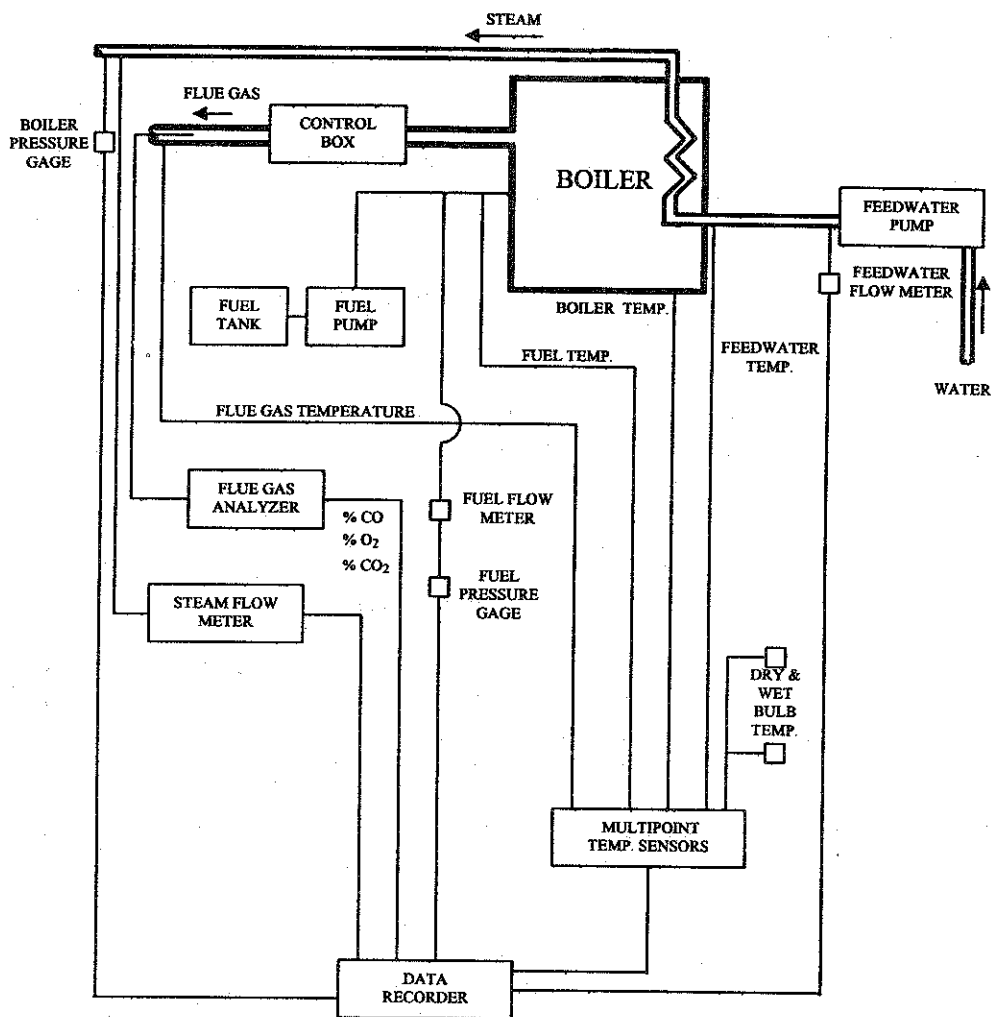 STEAM
FLUE GAS
BOILER
PRESSURE
GAGE
CONTROL
BOX
BOILER
FEEDWATER
PUMP
FEEDWATER
FLOW METER
FUEL
TANK
FUEL
PUMP
BOILER TEMP.
FUEL TEMP.
FEEDWATER
TEMP.
WATER
FLUE GAS TEMPERATURE
FLUE GAS
ANALYZER
% CO
% O2
% CO2
FUEL FLOW
METER
FUEL
PRESSURE
GAGE
STEAM FLOW
METER
DRY &
WET
BULB
TEMP.
MULTIPOINT
TEMP. SENSORS
DATA
RECORDER